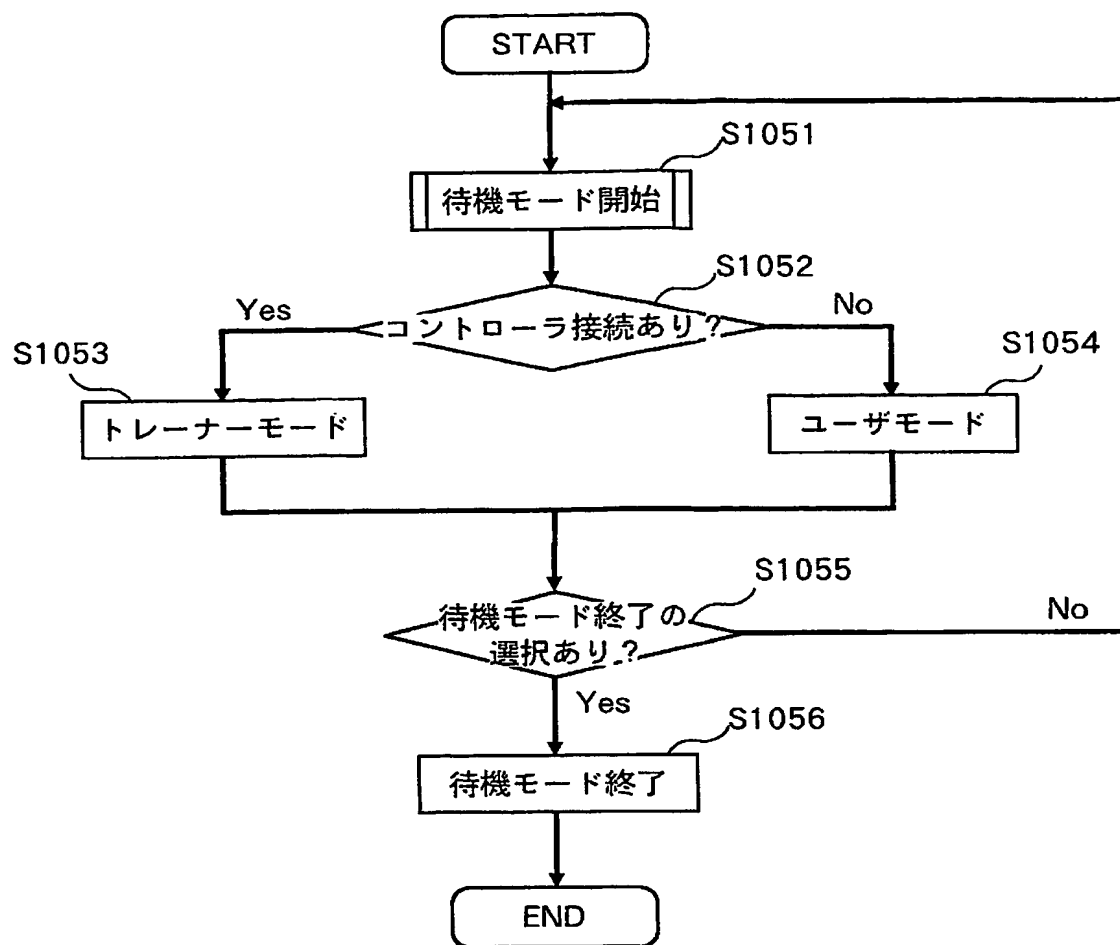 START
S1051
待機モード開始
S1052
Yes
コントローラ接続あり?
No
S1053
S1054
トレーナーモード
ユーザモード
S1055
待機モード終了の
選択あり?
No
Yes
S1056
待機モード終了
END